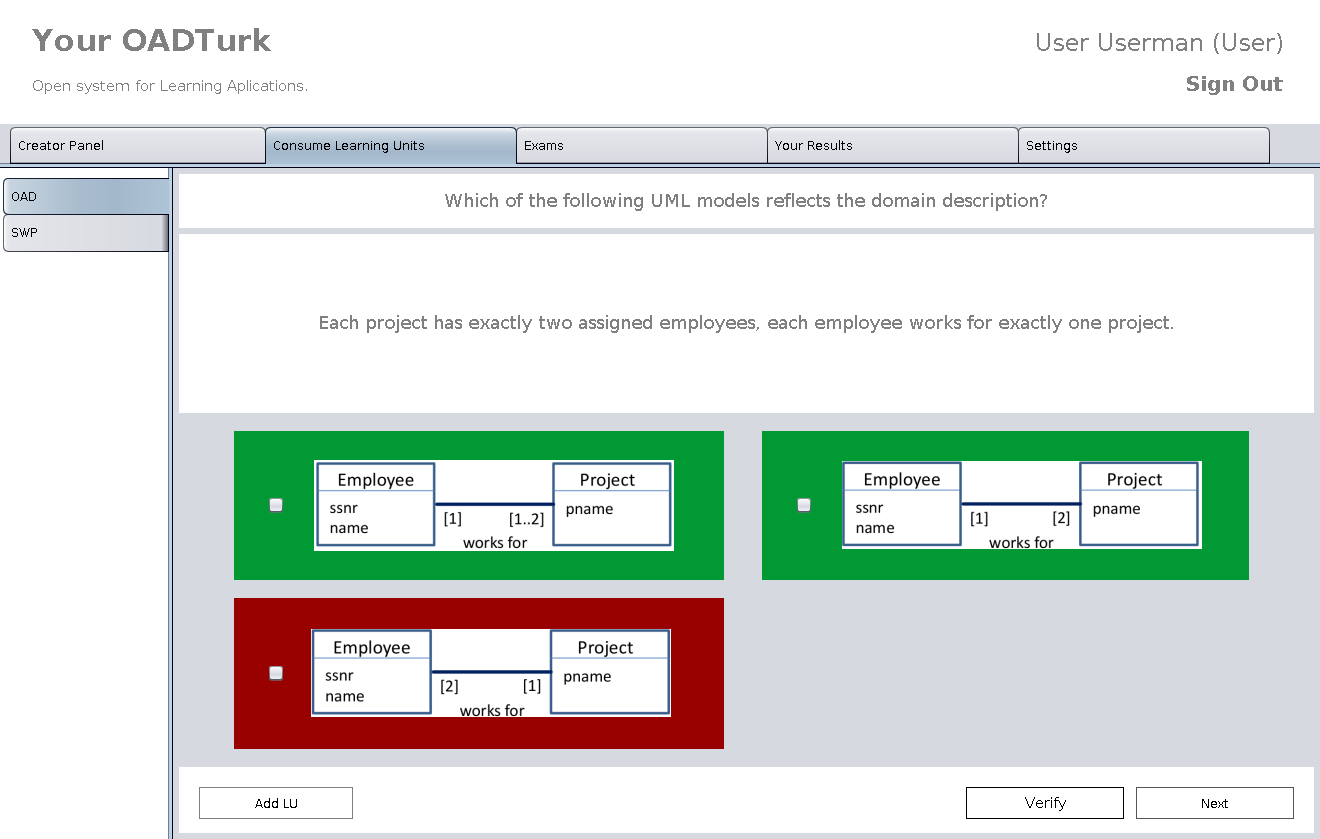 Your OADTurk
User Userman (User)
Open system for Learning Aplications.
Sign Out
Creator Panel
Consume Learning Units
Exams
Your Results
Settings
OAD
SWP
Which of the following UML models reflects the domain description?
Each project has exactly two assigned employees, each employee works for exactly one project.
Employee
ssnr
name
[1]
[1..2]
works for
Project
pname
Employee
ssnr
name
[1]
[2]
works for
Project
pname
Employee
ssnr
name
[2]
[1]
works for
Project
pname
Add LU
Verify
Next